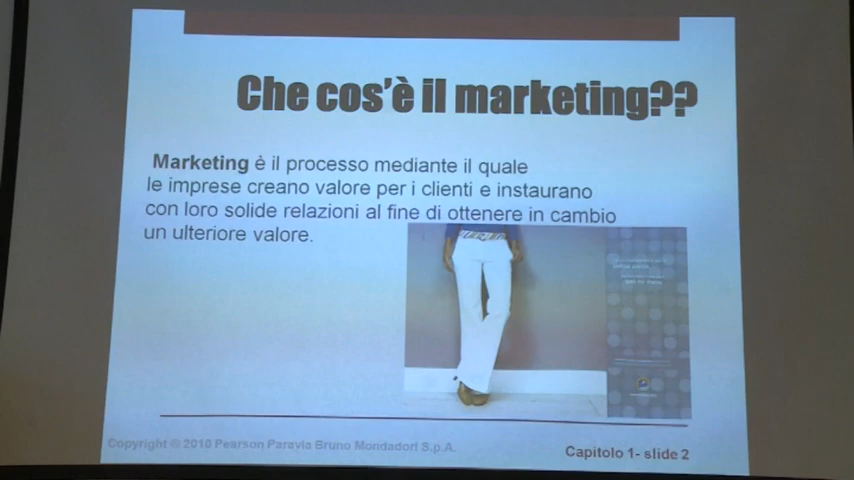 Che cos'è il marketing??
Marketing è il processo mediante il quale
le imprese creano valore per i clienti e instaurano
con loro solide relazioni al fine di ottenere in cambio
un ulteriore valore.
Copyright © 2010 Pearson Paravia Bruno Mondadori S.p.A.
Capitolo 1- slide 2